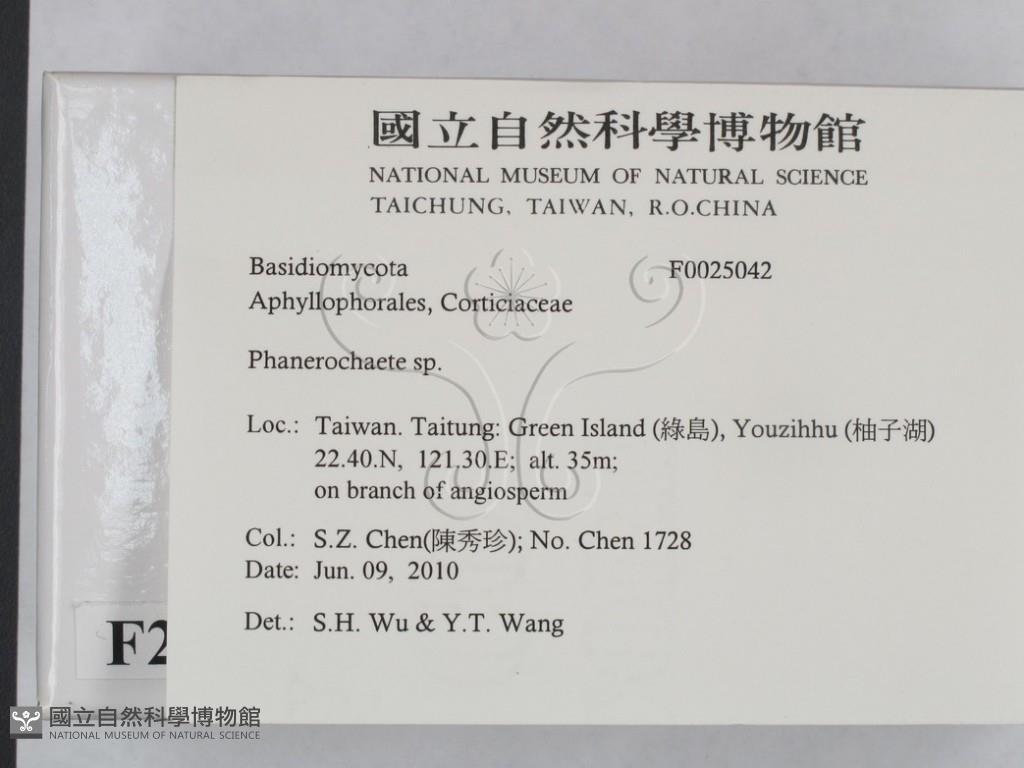 國立自然科學博物館
NATIONAL MUSEUM OF NATURAL SCIENCE
TAICHUNG, TAIWAN, R.O.CHINA
Basidiomycota F0025042
Aphyllophorales, Corticiaceae
Phanerochaete sp.
Loc.: Taiwan. Taitung: Green Island (綠島), Youzihhu (柚子湖)
22.40.N, 121.30.E; alt. 35m;
on branch of angiosperm
Col.: S.Z. Chen(陳秀珍); No. Chen 1728
Date: Jun. 09, 2010
Det.: S.H. Wu & Y.T. Wang
F2
國立自然科學博物館
NATIONAL MUSEUM OF NATURAL SCIENCE